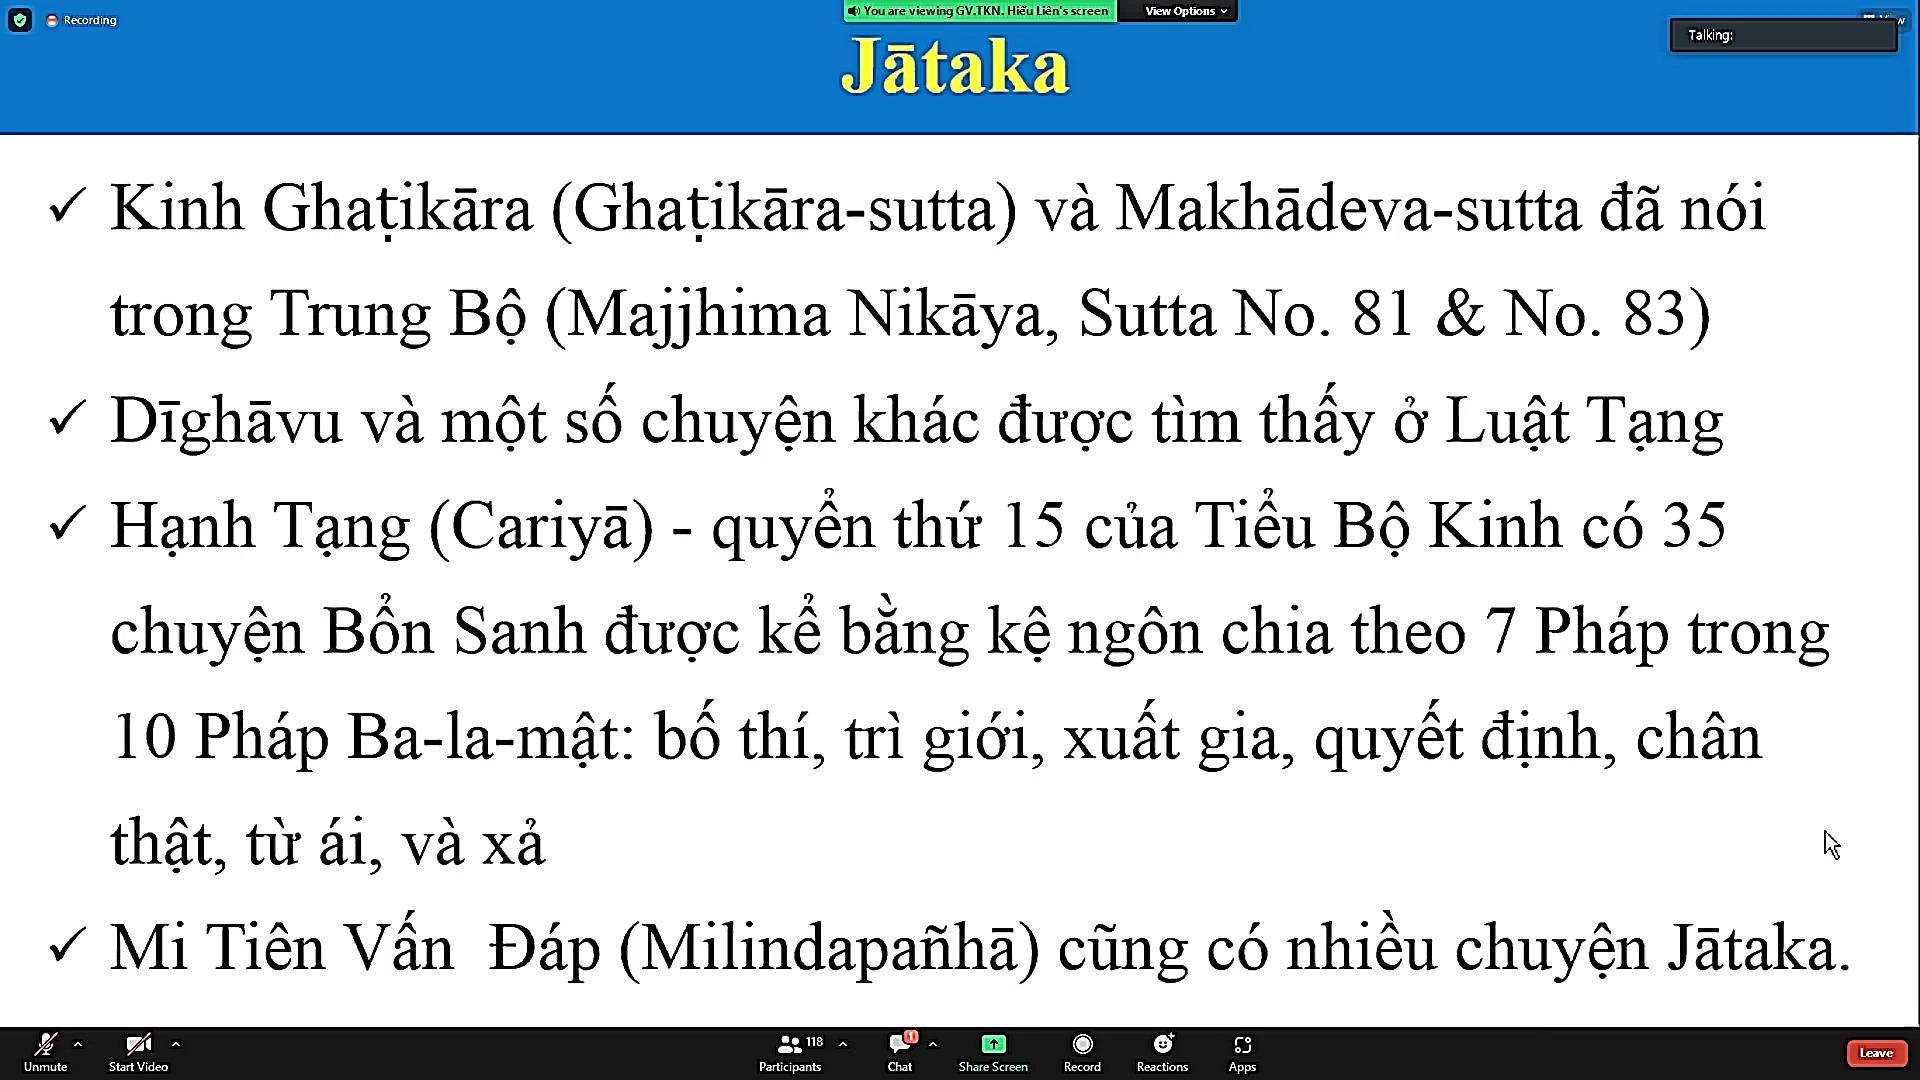 Recording
You are viewing GV.TKN. Hiếu Liên's screen
View Options
View
Talking:
Jātaka
✓ Kinh Ghaṭikāra (Ghaṭikāra-sutta) và Makhādeva-sutta đã nói
trong Trung Bộ (Majjhima Nikāya, Sutta No. 81 & No. 83)
✓ Dīghāvu và một số chuyện khác được tìm thấy ở Luật Tạng
✓ Hạnh Tạng (Cariyā) - quyển thứ 15 của Tiểu Bộ Kinh có 35
chuyện Bổn Sanh được kể bằng kệ ngôn chia theo 7 Pháp trong
10 Pháp Ba-la-mật: bố thí, trì giới, xuất gia, quyết định, chân
thật, từ ái, và xả
✓ Mi Tiên Vấn Đáp (Milindapañhā) cũng có nhiều chuyện Jātaka.
118
1
Unmute
Start Video
Participants
Chat
Share Screen
Record
Reactions
Apps
Leave